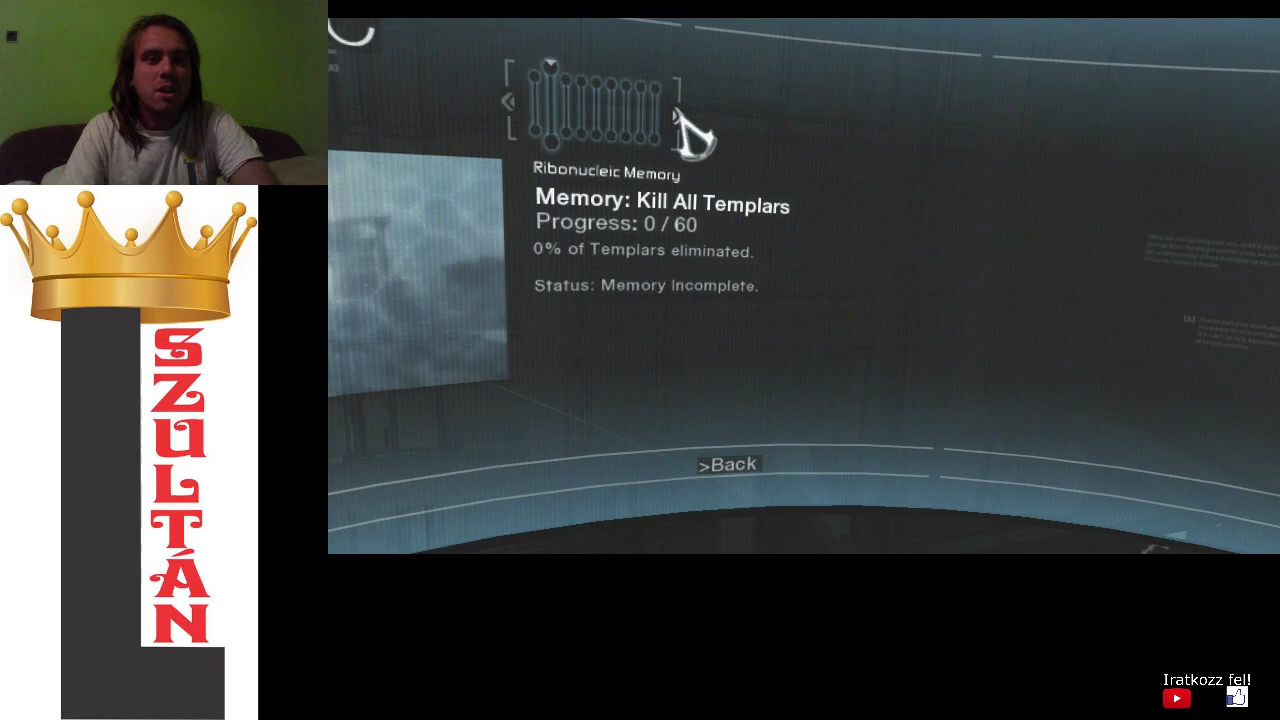 Ribonucleic Memory
Memory: Kill All Templars
Progress: 0 / 60
0% of Templars eliminated.
Status: Memory Incomplete.
>Back
L
SZULTÁN
Iratkozz fel!